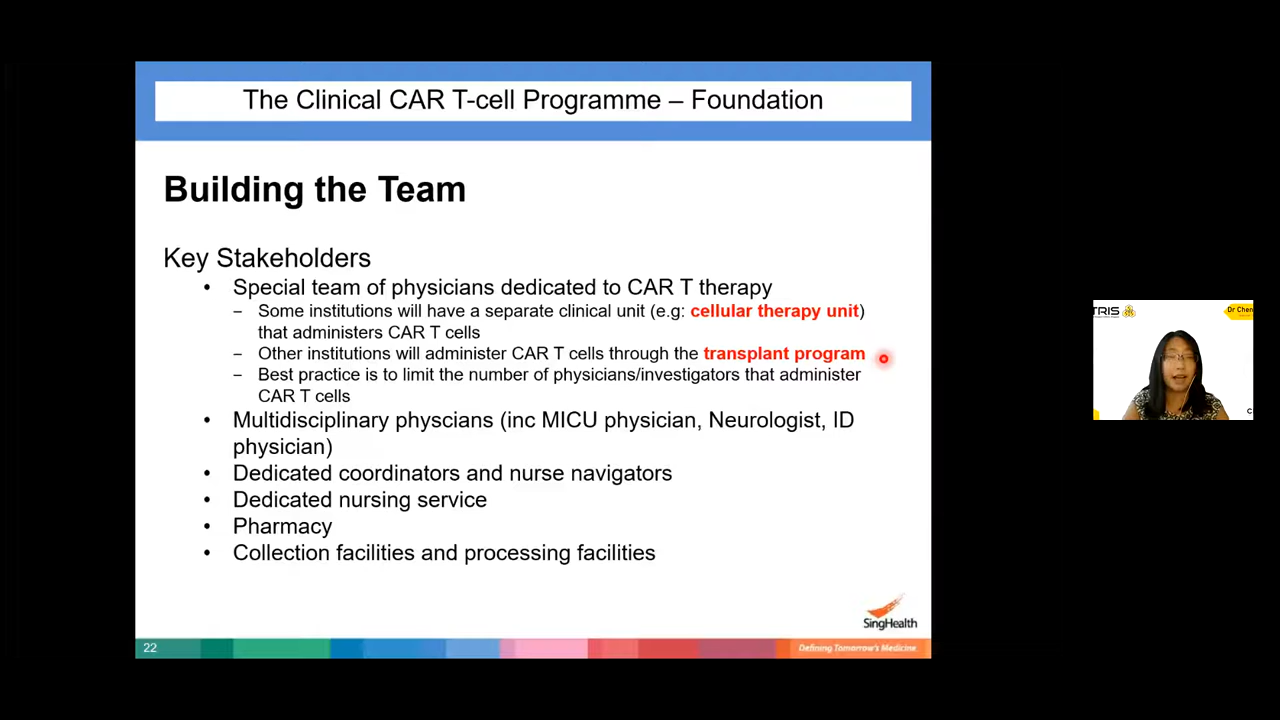 The Clinical CAR T-cell Programme – Foundation
Building the Team
Key Stakeholders
• Special team of physicians dedicated to CAR T therapy
– Some institutions will have a separate clinical unit (e.g: cellular therapy unit)
that administers CAR T cells
– Other institutions will administer CAR T cells through the transplant program
– Best practice is to limit the number of physicians/investigators that administer
CAR T cells
• Multidisciplinary physcians (inc MICU physician, Neurologist, ID
physician)
• Dedicated coordinators and nurse navigators
• Dedicated nursing service
• Pharmacy
• Collection facilities and processing facilities
SingHealth
22
Defining Tomorrow's Medicine.
TRIS
Dr Chen
C